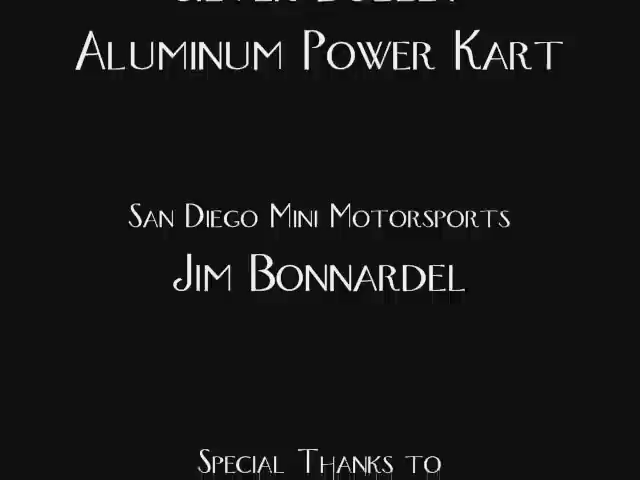 Aluminum Power Kart
San Diego Mini Motorsports
Jim Bonnardel
Special Thanks to